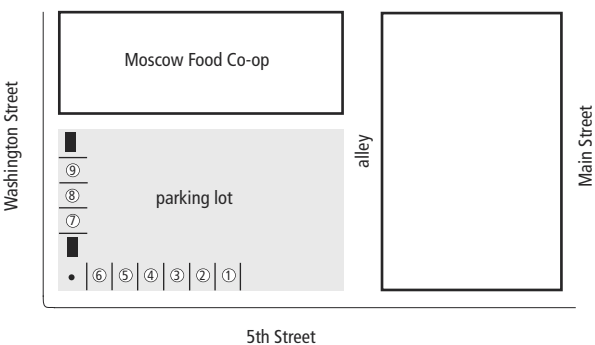 Moscow Food Co-op
Washington Street
alley
Main Street
⑨
⑧
parking lot
⑦
⑥ ⑤ ④ ③ ② ①
5th Street